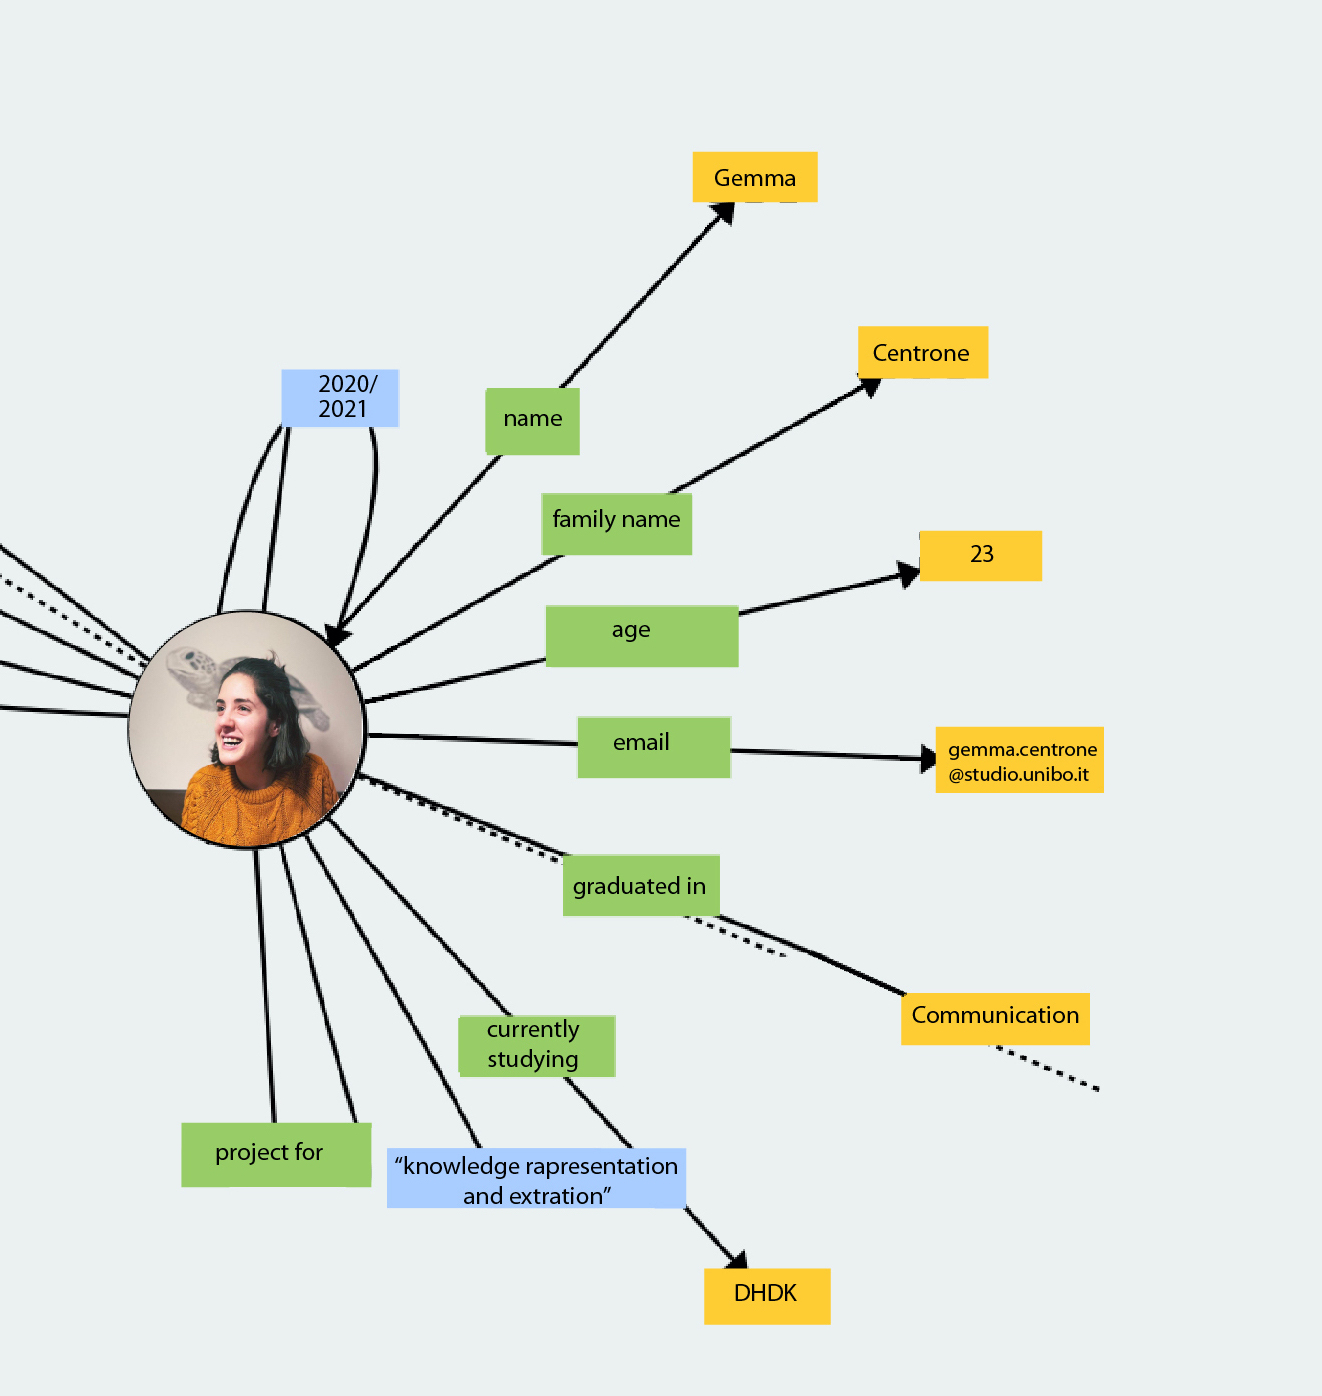 Gemma
Centrone
2020/
2021
name
family name
23
age
email
gemma.centrone
@studio.unibo.it
graduated in
Communication
currently
studying
project for
“knowledge rapresentation
and extration”
DHDK